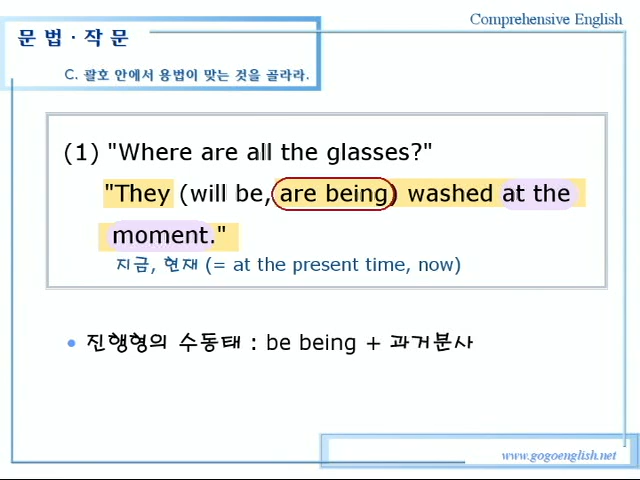 Comprehensive English
문 법 · 작 문
C. 괄호 안에서 용법이 맞는 것을 골라라.
(1) "Where are all the glasses?"
"They (will be, are being) washed at the
moment."
지금, 현재 (= at the present time, now)
• 진행형의 수동태 : be being + 과거분사
www.gogoenglish.net